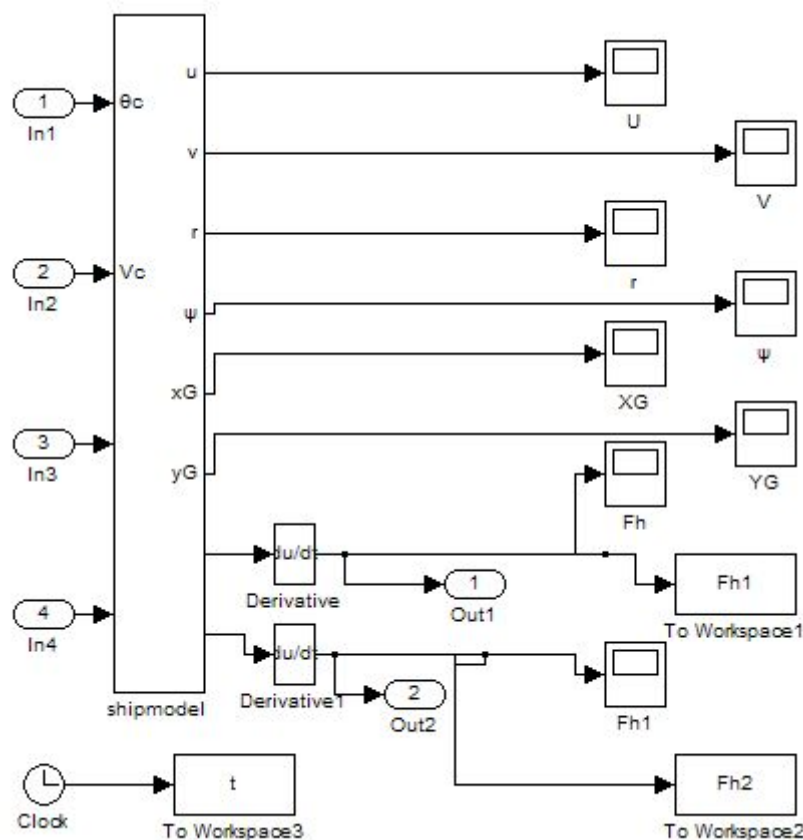 u
U
1
θc
In1
v
V
r
r
2
Vc
In2
ψ
ψ
xG
XG
3
In3
yG
YG
Fh
du/dt
Derivative
1
Out1
Fh1
To Workspace1
4
In4
du/dt
Derivative1
2
Out2
Fh1
shipmodel
Clock
t
To Workspace3
Fh2
To Workspace2